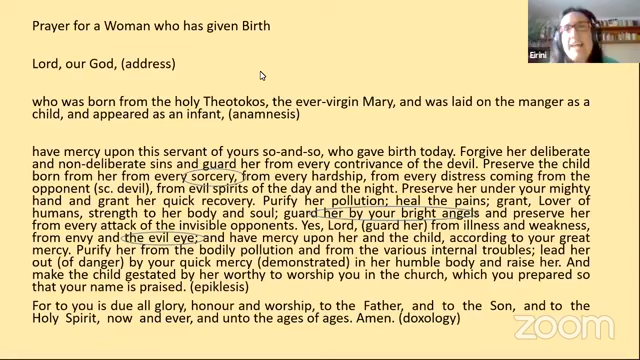 Prayer for a Woman who has given Birth
Eirini
Lord, our God, (address)
who was born from the holy Theotokos, the ever-virgin Mary, and was laid on the manger as a
child, and appeared as an infant, (anamnesis)
have mercy upon this servant of yours so-and-so, who gave birth today. Forgive her deliberate
and non-deliberate sins and guard her from every contrivance of the devil. Preserve the child
born from her from every sorcery, from every hardship, from every distress coming from the
opponent (sc. devil), from evil spirits of the day and the night. Preserve her under your mighty
hand and grant her quick recovery. Purify her pollution; heal the pains; grant, Lover of
humans, strength to her body and soul; guard her by your bright angels and preserve her
from every attack of the invisible opponents. Yes, Lord, (guard her) from illness and weakness,
from envy and the evil eye; and have mercy upon her and the child, according to your great
mercy. Purify her from the bodily pollution and from the various internal troubles; lead her
out (of danger) by your quick mercy (demonstrated) in her humble body and raise her. And
make the child gestated by her worthy to worship you in the church, which you prepared so
that your name is praised. (epiklesis)
For to you is due all glory, honour and worship, to the Father, and to the Son, and to the
Holy Spirit, now and ever, and unto the ages of ages. Amen. (doxology)
zoom